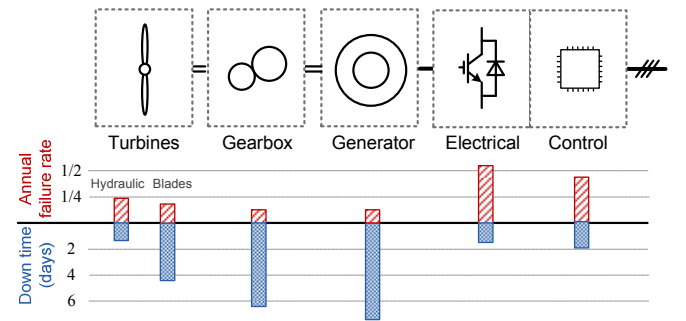 Turbines Gearbox Generator Electrical Control
Annual
failure rate
1/2
Hydraulic Blades
1/4
Down time
(days)
2
4
6